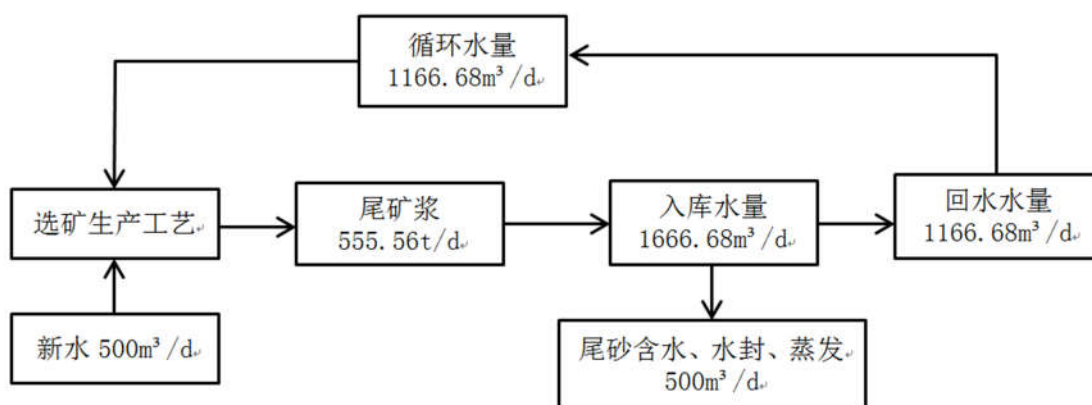 循环水量
1166.68m³/d
选矿生产工艺
尾矿浆
555.56t/d
入库水量
1666.68m³/d
回水水量
1166.68m³/d
新水 500m³/d
尾砂含水、水封、蒸发
500m³/d